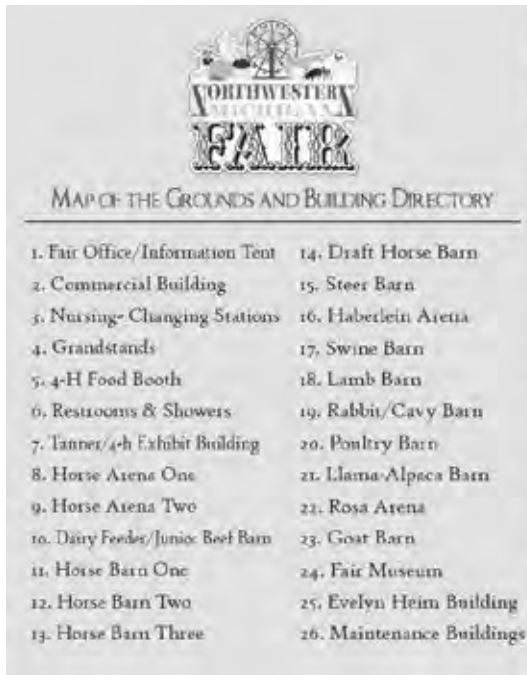 NORTHWESTERN
MICHIGAN
FAIR
MAP OF THE GROUNDS AND BUILDING DIRECTORY
1. Fair Office/Information Tent
2. Commercial Building
3. Nursing- Changing Stations
4. Grandstands
5. 4-H Food Booth
6. Restrooms & Showers
7. Tanner/4-h Exhibit Building
8. Horse Arena One
9. Horse Arena Two
10. Dairy Feeder/Junior Beef Barn
11. Horse Barn One
12. Horse Barn Two
13. Horse Barn Three
14. Draft Horse Barn
15. Steer Barn
16. Haberlein Arena
17. Swine Barn
18. Lamb Barn
19. Rabbit/Cavy Barn
20. Poultry Barn
21. Llama-Alpaca Barn
22. Rosa Arena
23. Goat Barn
24. Fair Museum
25. Evelyn Heim Building
26. Maintenance Buildings